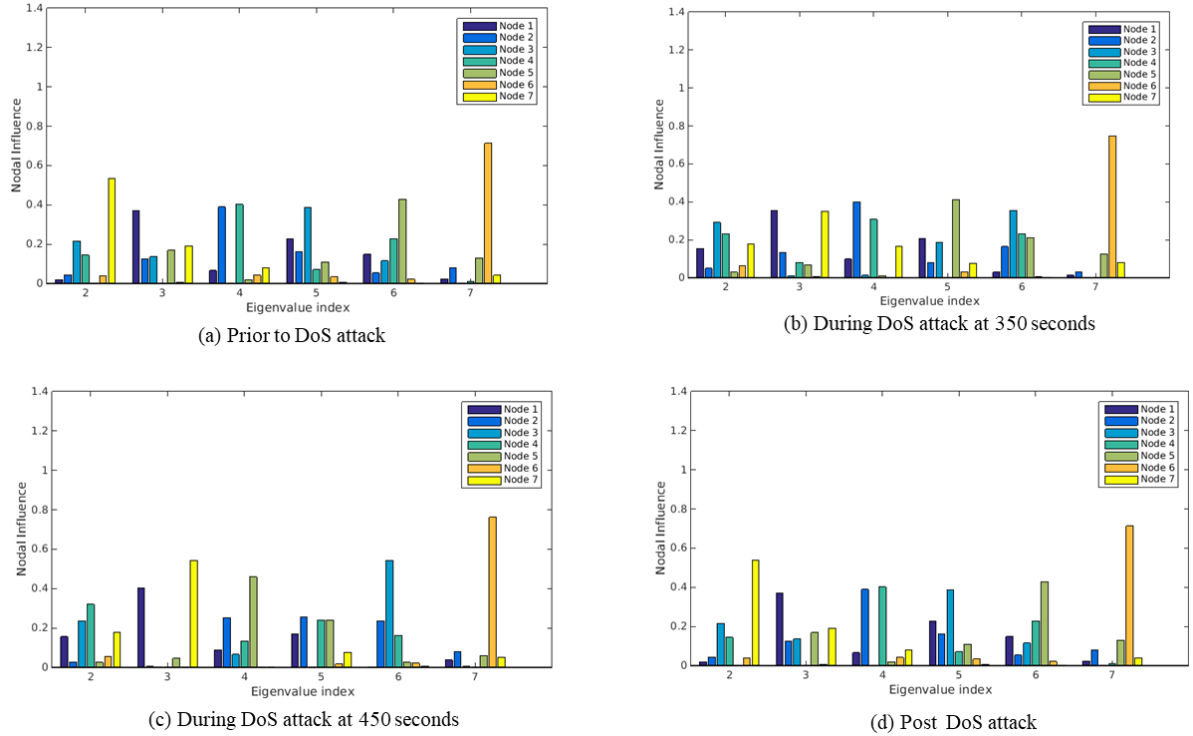 1.4
1.2
1
0.8
0.6
0.4
0.2
0
Nodal Influence
2 3 4 5 6 7
Eigenvalue index
Node 1
Node 2
Node 3
Node 4
Node 5
Node 6
Node 7
(a) Prior to DoS attack
1.4
1.2
1
0.8
0.6
0.4
0.2
0
Nodal Influence
2 3 4 5 6 7
Eigenvalue index
Node 1
Node 2
Node 3
Node 4
Node 5
Node 6
Node 7
(b) During DoS attack at 350 seconds
1.4
1.2
1
0.8
0.6
0.4
0.2
0
Nodal Influence
2 3 4 5 6 7
Eigenvalue index
Node 1
Node 2
Node 3
Node 4
Node 5
Node 6
Node 7
(c) During DoS attack at 450 seconds
1.4
1.2
1
0.8
0.6
0.4
0.2
0
Nodal Influence
2 3 4 5 6 7
Eigenvalue index
Node 1
Node 2
Node 3
Node 4
Node 5
Node 6
Node 7
(d) Post DoS attack